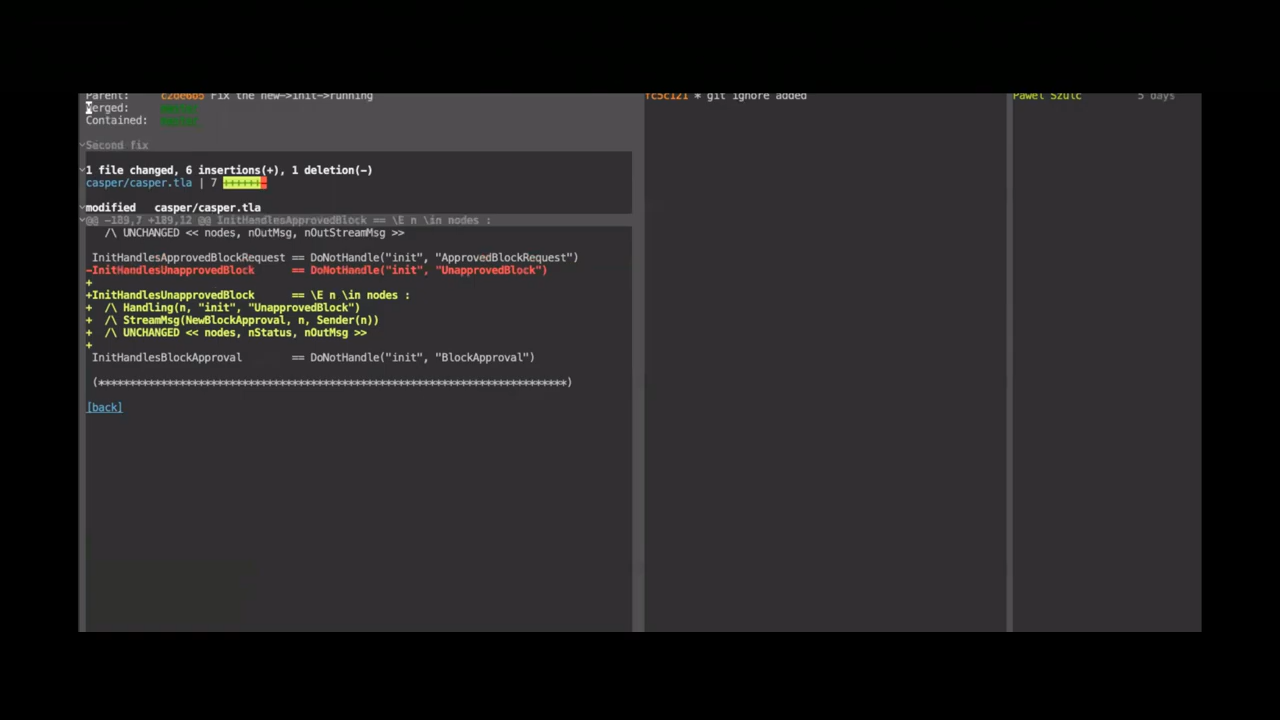 Parent: Fix the new->init->running
Merged:
Contained:
Second fix
1 file changed, 6 insertions(+), 1 deletion(-)
casper/casper.tla | 7 ++++++-
modified casper/casper.tla
@@ -189,7 +189,12 @@ InitHandlesApprovedBlock == \E n \in nodes :
/\ UNCHANGED << nodes, nOutMsg, nOutStreamMsg >>
InitHandlesApprovedBlockRequest == DoNotHandle("init", "ApprovedBlockRequest")
-InitHandlesUnapprovedBlock == DoNotHandle("init", "UnapprovedBlock")
+
+InitHandlesUnapprovedBlock == \E n \in nodes :
+ /\ Handling(n, "init", "UnapprovedBlock")
+ /\ StreamMsg(NewBlockApproval, n, Sender(n))
+ /\ UNCHANGED << nodes, nStatus, nOutMsg >>
+
InitHandlesBlockApproval == DoNotHandle("init", "BlockApproval")
(***************************************************************************)
[back]
fc5c121 * git ignore added
Pawel Szulc 5 days